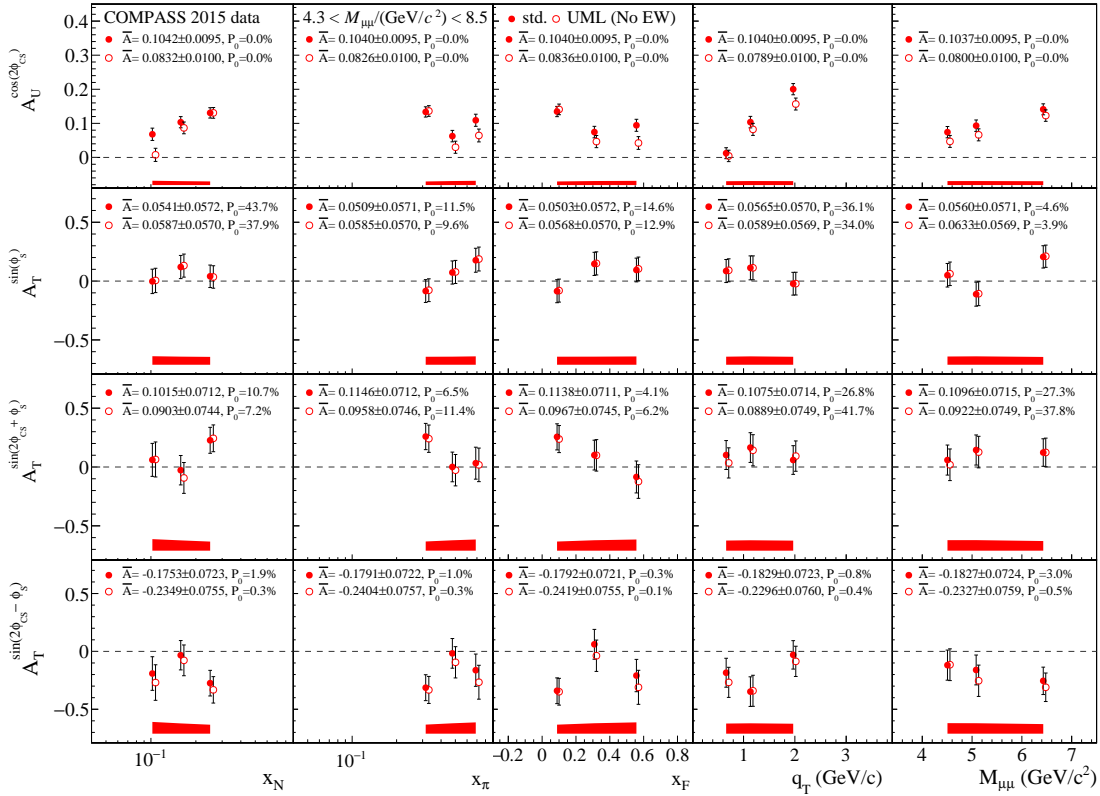 COMPASS 2015 data
4.3 < M_μμ/(GeV/c²) < 8.5
● std. ○ UML (No EW)
A_U^cos(2ϕ_CS)
0.4
0.3
0.2
0.1
0
A̅= 0.1042±0.0095, P_0=0.0%
A̅= 0.0832±0.0100, P_0=0.0%
A̅= 0.1040±0.0095, P_0=0.0%
A̅= 0.0826±0.0100, P_0=0.0%
A̅= 0.1040±0.0095, P_0=0.0%
A̅= 0.0836±0.0100, P_0=0.0%
A̅= 0.1040±0.0095, P_0=0.0%
A̅= 0.0789±0.0100, P_0=0.0%
A̅= 0.1037±0.0095, P_0=0.0%
A̅= 0.0800±0.0100, P_0=0.0%
A_T^sin(ϕ_s)
0.5
0
−0.5
A̅= 0.0541±0.0572, P_0=43.7%
A̅= 0.0587±0.0570, P_0=37.9%
A̅= 0.0509±0.0571, P_0=11.5%
A̅= 0.0585±0.0570, P_0=9.6%
A̅= 0.0503±0.0572, P_0=14.6%
A̅= 0.0568±0.0570, P_0=12.9%
A̅= 0.0565±0.0570, P_0=36.1%
A̅= 0.0589±0.0569, P_0=34.0%
A̅= 0.0560±0.0571, P_0=4.6%
A̅= 0.0633±0.0569, P_0=3.9%
A_T^sin(2ϕ_CS+ϕ_s)
0.5
0
−0.5
A̅= 0.1015±0.0712, P_0=10.7%
A̅= 0.0903±0.0744, P_0=7.2%
A̅= 0.1146±0.0712, P_0=6.5%
A̅= 0.0958±0.0746, P_0=11.4%
A̅= 0.1138±0.0711, P_0=4.1%
A̅= 0.0967±0.0745, P_0=6.2%
A̅= 0.1075±0.0714, P_0=26.8%
A̅= 0.0889±0.0749, P_0=41.7%
A̅= 0.1096±0.0715, P_0=27.3%
A̅= 0.0922±0.0749, P_0=37.8%
A_T^sin(2ϕ_CS−ϕ_s)
0.5
0
−0.5
A̅= -0.1753±0.0723, P_0=1.9%
A̅= -0.2349±0.0755, P_0=0.3%
A̅= -0.1791±0.0722, P_0=1.0%
A̅= -0.2404±0.0757, P_0=0.3%
A̅= -0.1792±0.0721, P_0=0.3%
A̅= -0.2419±0.0755, P_0=0.1%
A̅= -0.1829±0.0723, P_0=0.8%
A̅= -0.2296±0.0760, P_0=0.4%
A̅= -0.1827±0.0724, P_0=3.0%
A̅= -0.2327±0.0759, P_0=0.5%
10⁻¹
10⁻¹
−0.2 0 0.2 0.4 0.6 0.8
1 2 3
4 5 6 7
x_N
x_π
x_F
q_T (GeV/c)
M_μμ (GeV/c²)